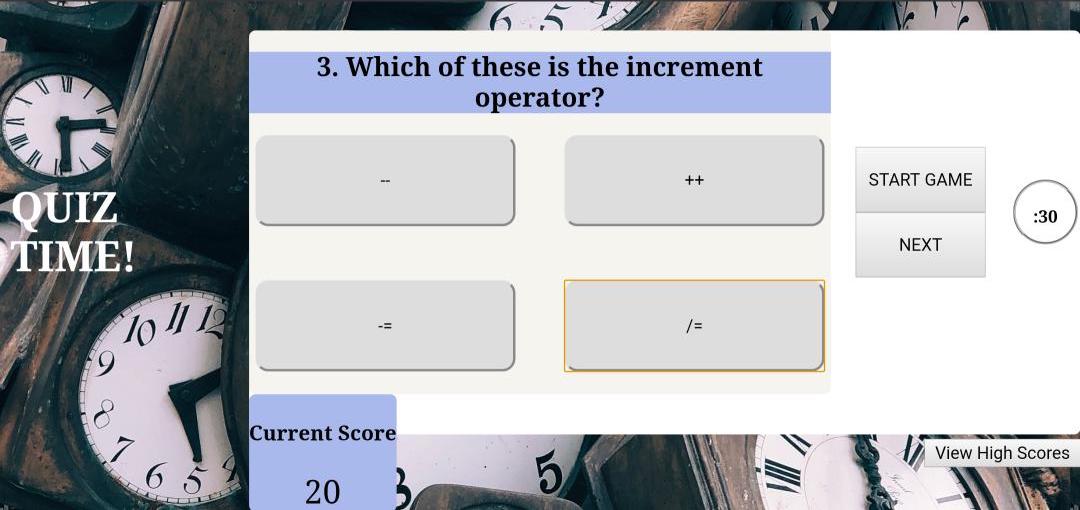 QUIZ
TIME!
3. Which of these is the increment
operator?
--
++
-=
/=
START GAME
NEXT
:30
Current Score
20
View High Scores